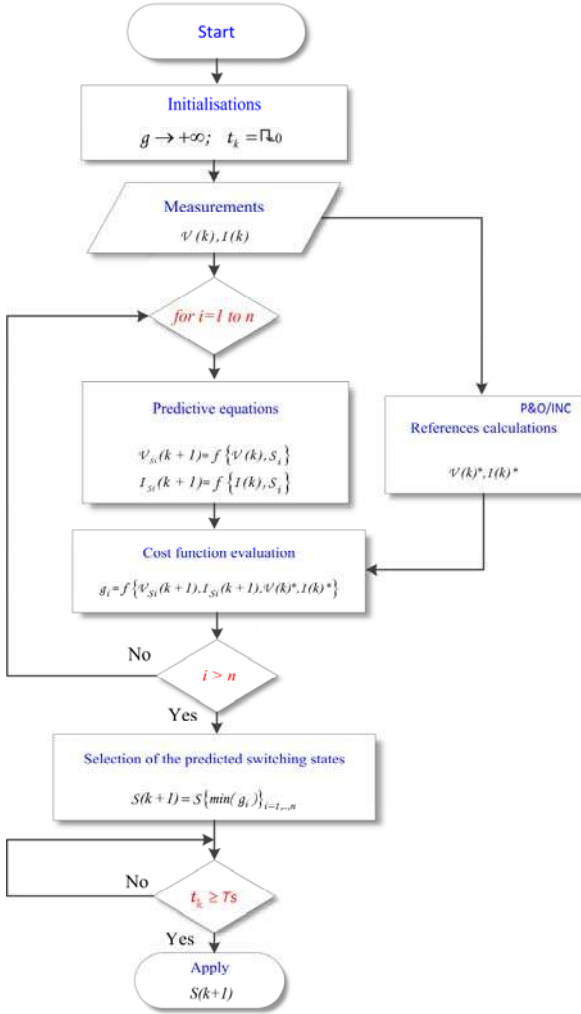 Start
Initialisations
g → +∞; t_k =
Measurements
V(k),I(k)
for i=1 to n
Predictive equations
V_Si(k+1)=f{V(k),S_i}
I_Si(k+1)=f{I(k),S_i}
P&O/INC
References calculations
V(k)*,I(k)*
Cost function evaluation
g_i=f{V_Si(k+1),I_Si(k+1),V(k)*,I(k)*}
No
i > n
Yes
Selection of the predicted switching states
S(k+1)=S{min(g_i)}_i=1,..,n
No
t_k ≥ Ts
Yes
Apply
S(k+1)